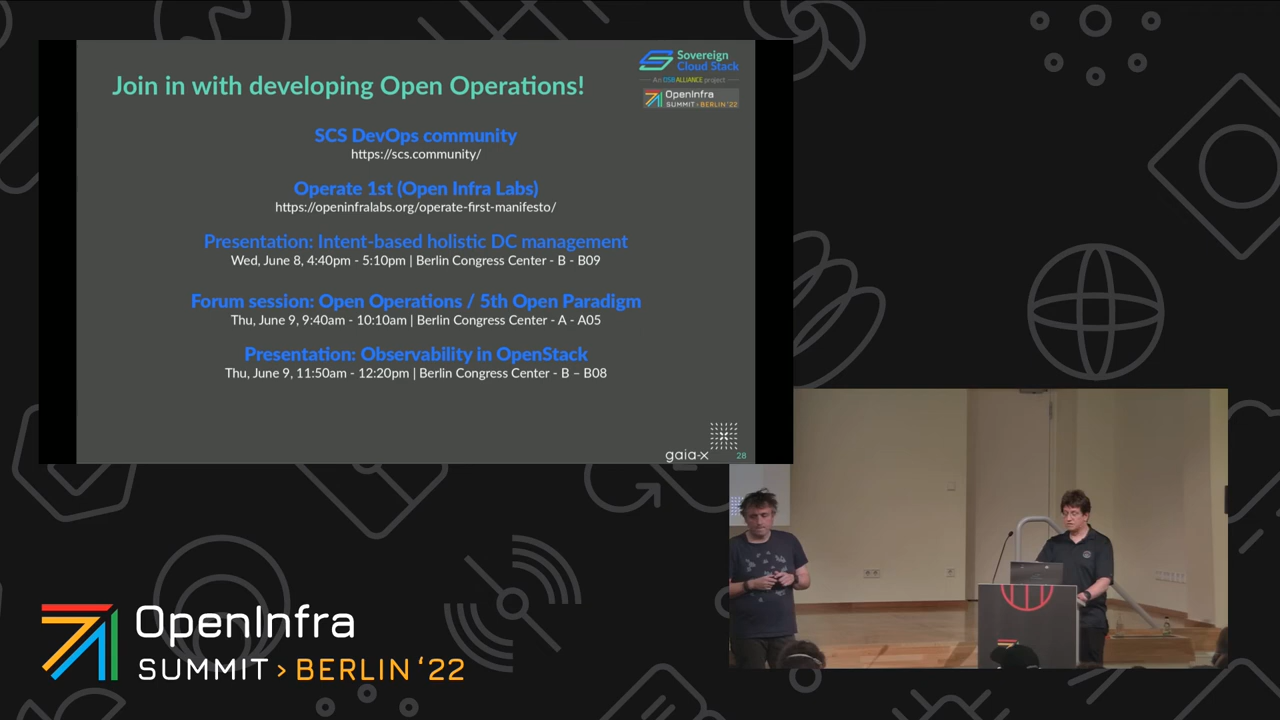 Join in with developing Open Operations!
Sovereign
Cloud Stack
An OSB ALLIANCE project
OpenInfra
SUMMIT › BERLIN '22
SCS DevOps community
https://scs.community/
Operate 1st (Open Infra Labs)
https://openinfralabs.org/operate-first-manifesto/
Presentation: Intent-based holistic DC management
Wed, June 8, 4:40pm - 5:10pm | Berlin Congress Center - B - B09
Forum session: Open Operations / 5th Open Paradigm
Thu, June 9, 9:40am - 10:10am | Berlin Congress Center - A - A05
Presentation: Observability in OpenStack
Thu, June 9, 11:50am - 12:20pm | Berlin Congress Center - B – B08
gaia-x
28
OpenInfra
SUMMIT › BERLIN ‘22